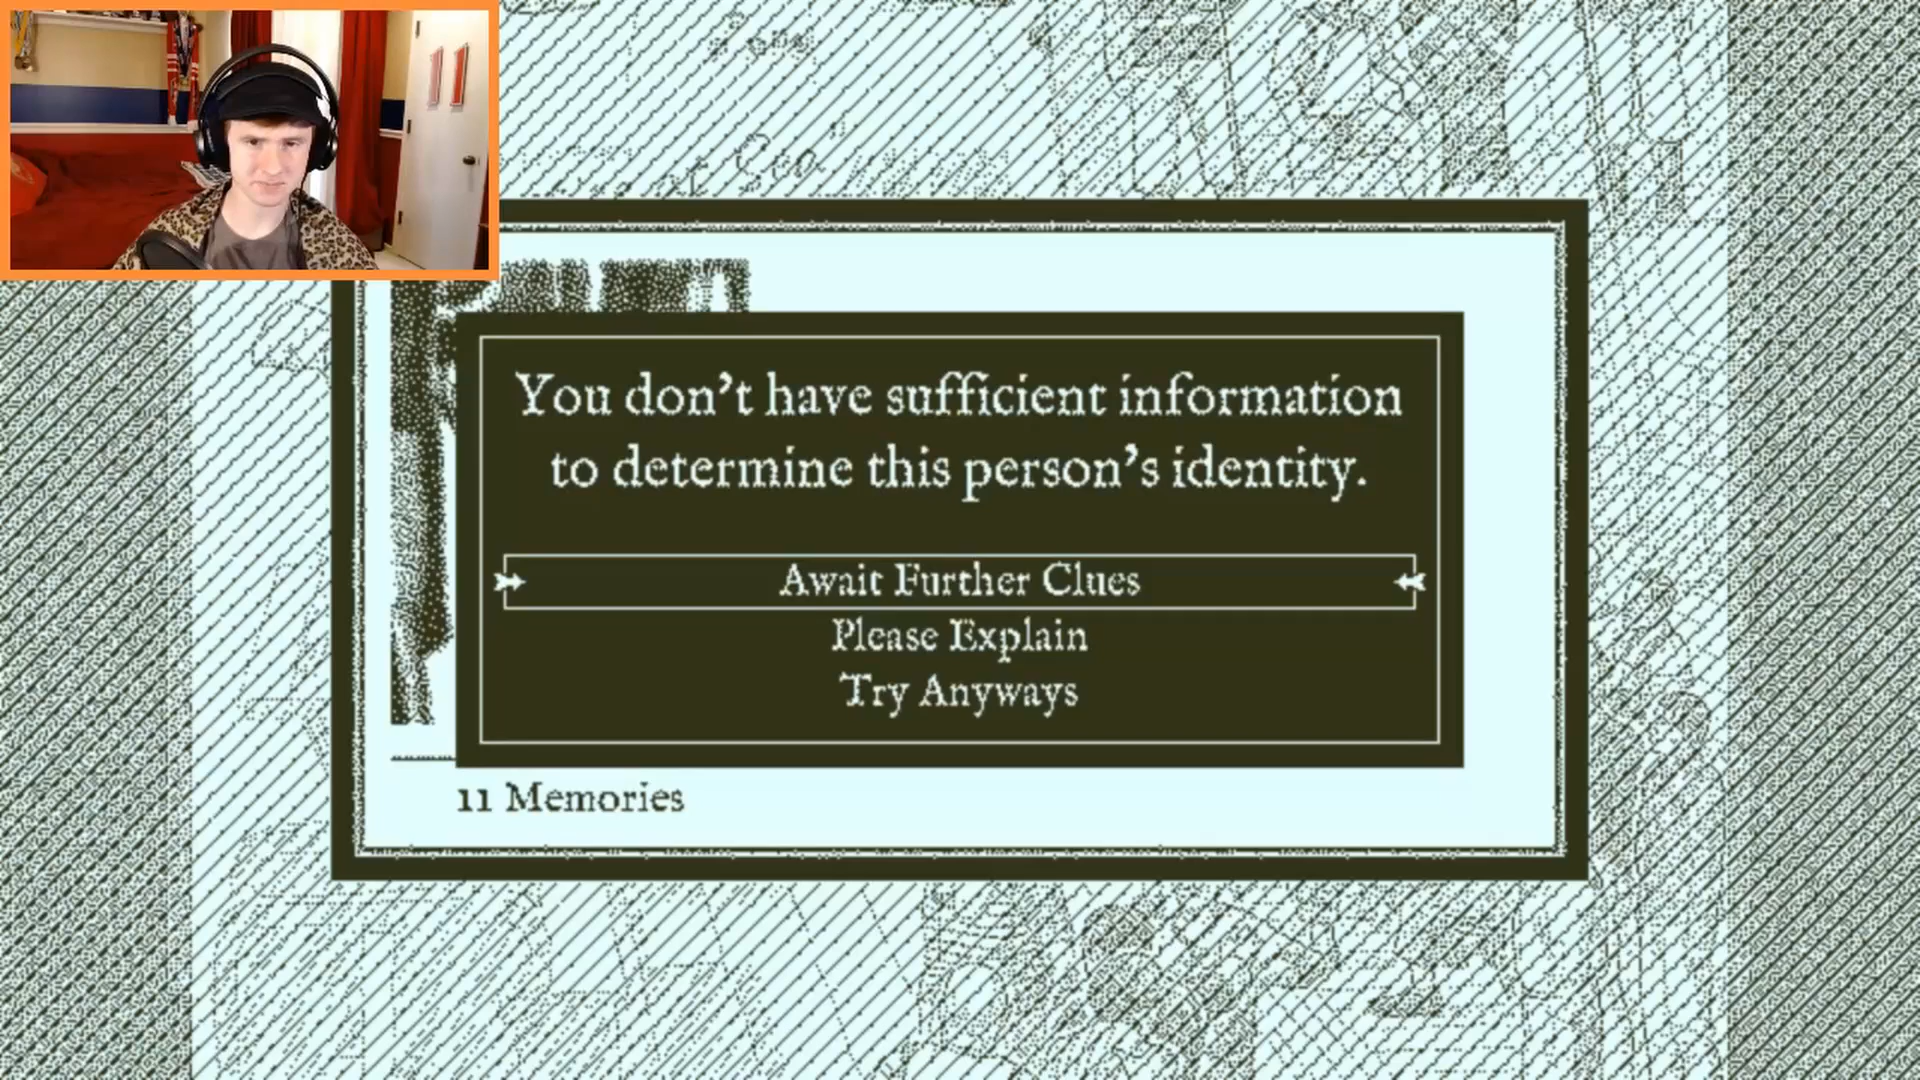 You don't have sufficient information
to determine this person's identity.
Await Further Clues
Please Explain
Try Anyways
11 Memories